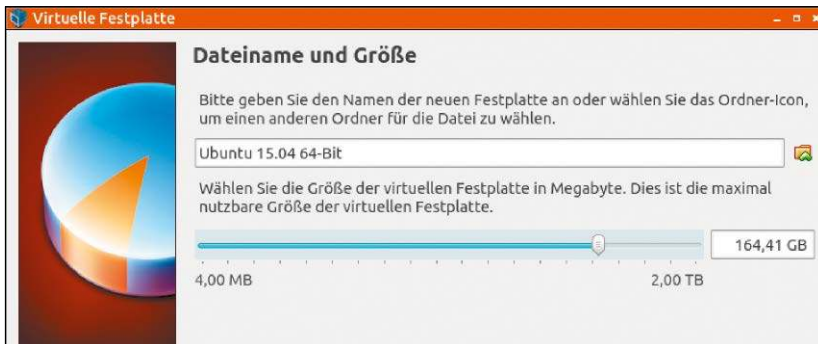 Virtuelle Festplatte
Dateiname und Größe
Bitte geben Sie den Namen der neuen Festplatte an oder wählen Sie das Ordner-Icon,
um einen anderen Ordner für die Datei zu wählen.
Ubuntu 15.04 64-Bit
Wählen Sie die Größe der virtuellen Festplatte in Megabyte. Dies ist die maximal
nutzbare Größe der virtuellen Festplatte.
164,41 GB
4,00 MB 2,00 TB